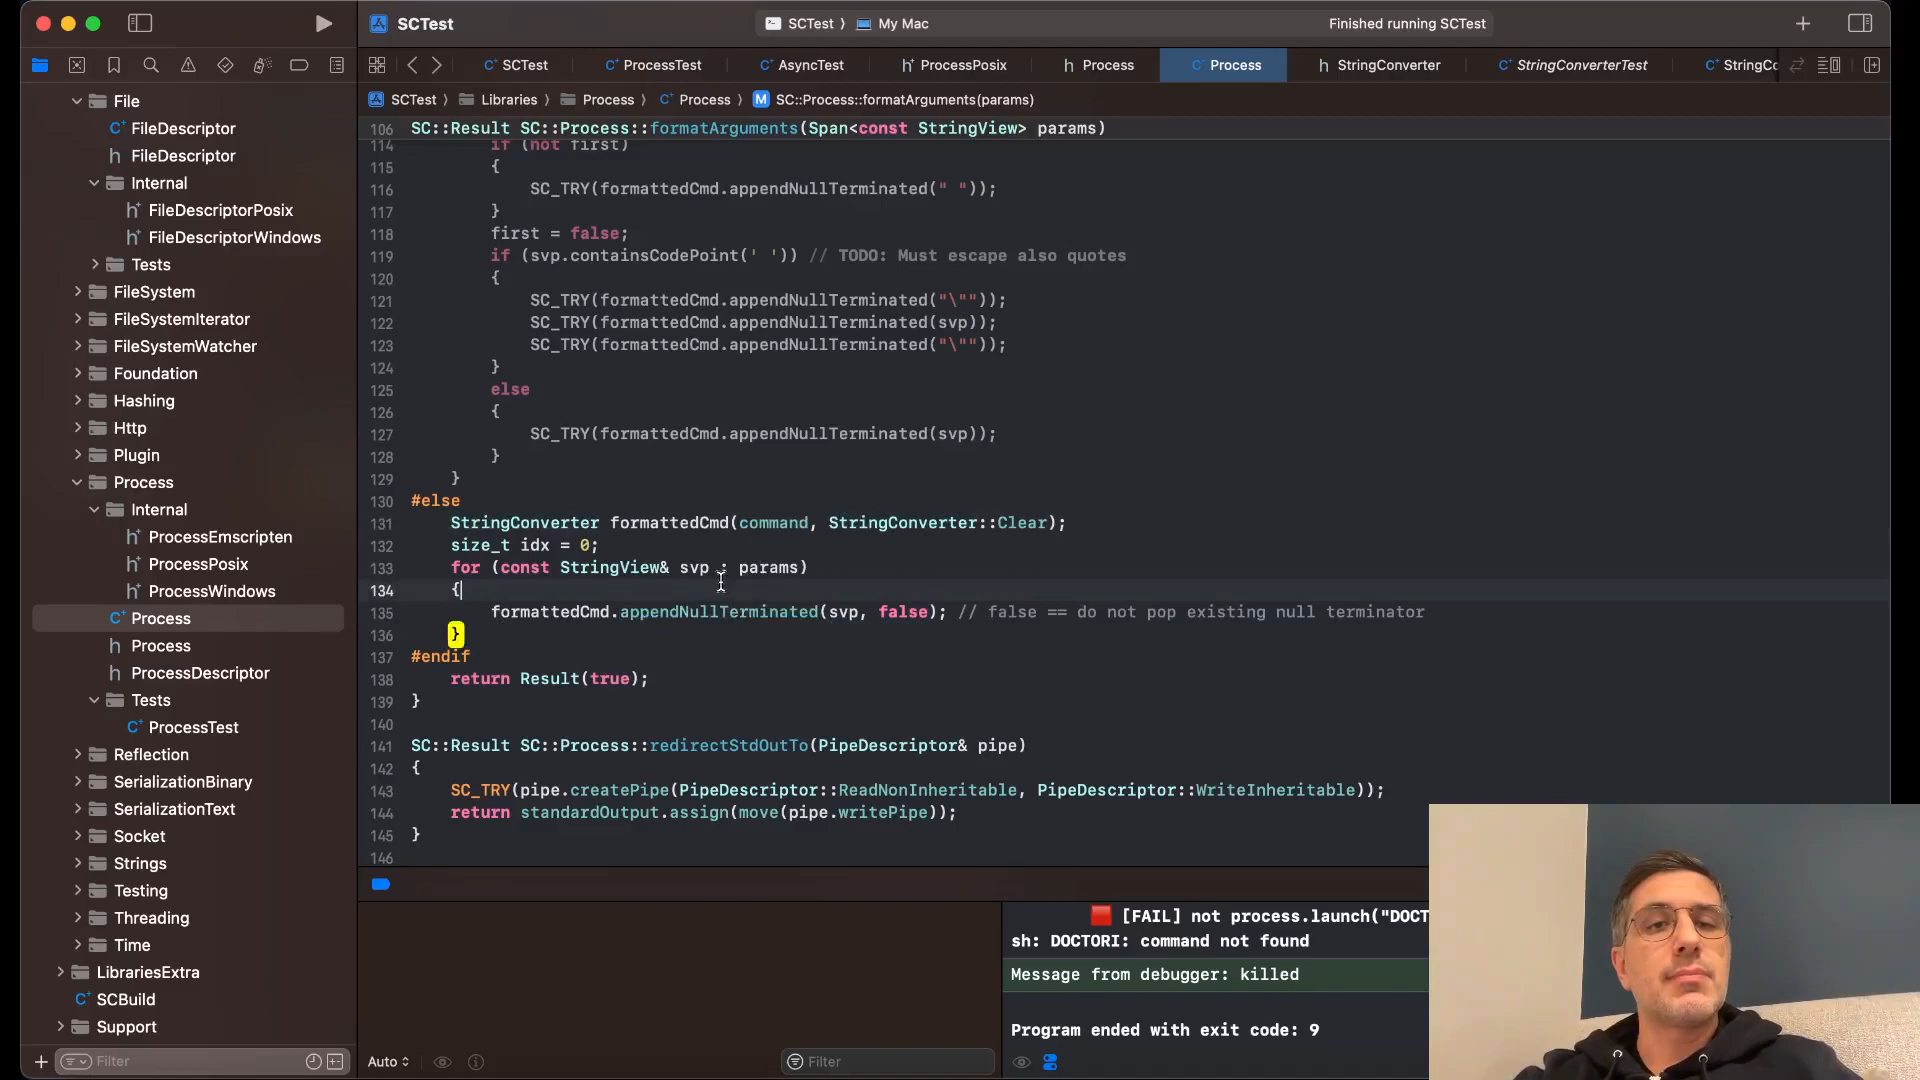 SCTest
SCTest 〉 My Mac
Finished running SCTest
SCTest
ProcessTest
AsyncTest
ProcessPosix
Process
Process
StringConverter
StringConverterTest
StringCc
SCTest 〉 Libraries 〉 Process 〉 Process 〉 M SC::Process::formatArguments(params)
File
FileDescriptor
FileDescriptor
Internal
FileDescriptorPosix
FileDescriptorWindows
Tests
FileSystem
FileSystemIterator
FileSystemWatcher
Foundation
Hashing
Http
Plugin
Process
Internal
ProcessEmscripten
ProcessPosix
ProcessWindows
Process
Process
ProcessDescriptor
Tests
ProcessTest
Reflection
SerializationBinary
SerializationText
Socket
Strings
Testing
Threading
Time
LibrariesExtra
SCBuild
Support
Filter
106 SC::Result SC::Process::formatArguments(Span<const StringView> params)
114 if (not first)
115 {
116 SC_TRY(formattedCmd.appendNullTerminated(" "));
117 }
118 first = false;
119 if (svp.containsCodePoint(' ')) // TODO: Must escape also quotes
120 {
121 SC_TRY(formattedCmd.appendNullTerminated("\""));
122 SC_TRY(formattedCmd.appendNullTerminated(svp));
123 SC_TRY(formattedCmd.appendNullTerminated("\""));
124 }
125 else
126 {
127 SC_TRY(formattedCmd.appendNullTerminated(svp));
128 }
129 }
130 #else
131 StringConverter formattedCmd(command, StringConverter::Clear);
132 size_t idx = 0;
133 for (const StringView& svp : params)
134 {
135 formattedCmd.appendNullTerminated(svp, false); // false == do not pop existing null terminator
136 }
137 #endif
138 return Result(true);
139 }
140
141 SC::Result SC::Process::redirectStdOutTo(PipeDescriptor& pipe)
142 {
143 SC_TRY(pipe.createPipe(PipeDescriptor::ReadNonInheritable, PipeDescriptor::WriteInheritable));
144 return standardOutput.assign(move(pipe.writePipe));
145 }
146
Auto
Filter
[FAIL] not process.launch("DOCT
sh: DOCTORI: command not found
Message from debugger: killed
Program ended with exit code: 9